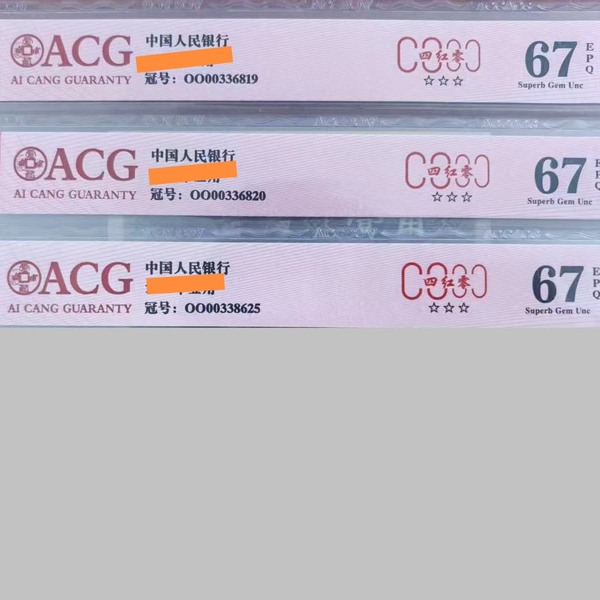 ACG
AI CANG GUARANTY
中国人民银行
冠号：OO00336819
四红零
☆☆☆
67
EPQ
Superb Gem Unc
ACG
AI CANG GUARANTY
中国人民银行
冠号：OO00336820
四红零
☆☆☆
67
EPQ
Superb Gem Unc
ACG
AI CANG GUARANTY
中国人民银行
冠号：OO00338625
四红零
☆☆☆
67
EPQ
Superb Gem Unc